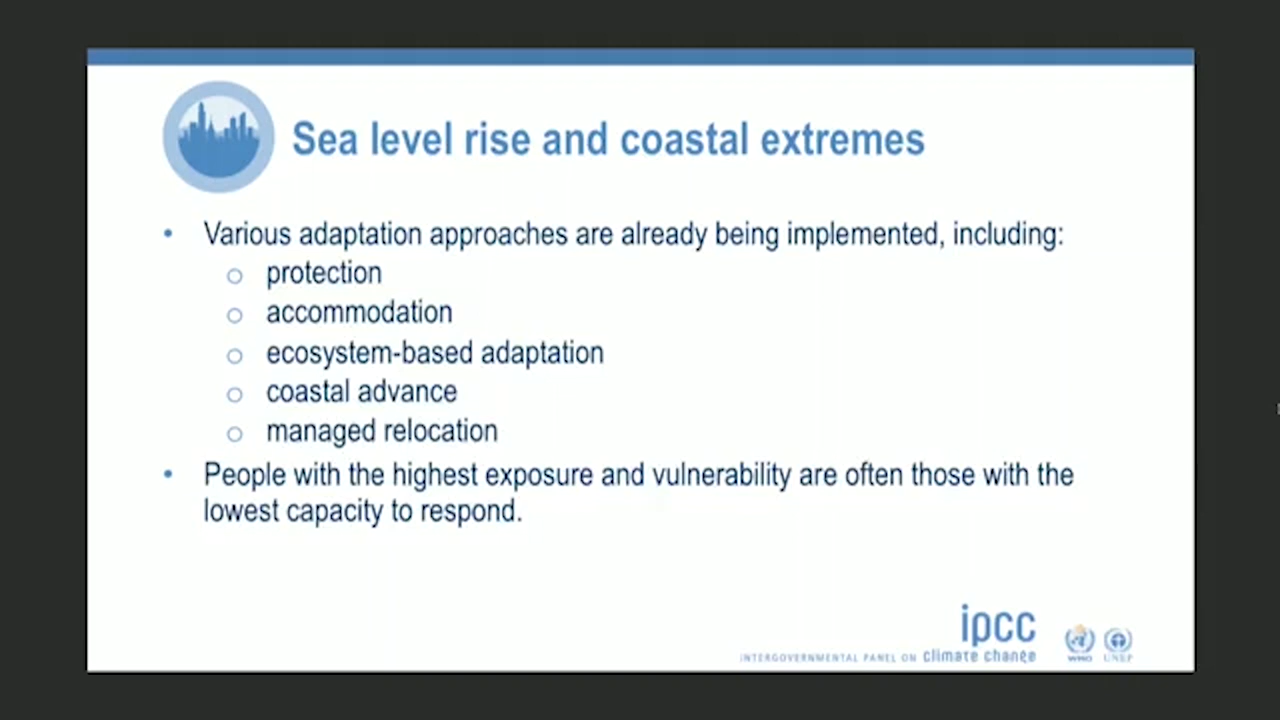 Sea level rise and coastal extremes
• Various adaptation approaches are already being implemented, including:
o protection
o accommodation
o ecosystem-based adaptation
o coastal advance
o managed relocation
• People with the highest exposure and vulnerability are often those with the
lowest capacity to respond.
ipcc
INTERGOVERNMENTAL PANEL ON climate change
WMO UNEP